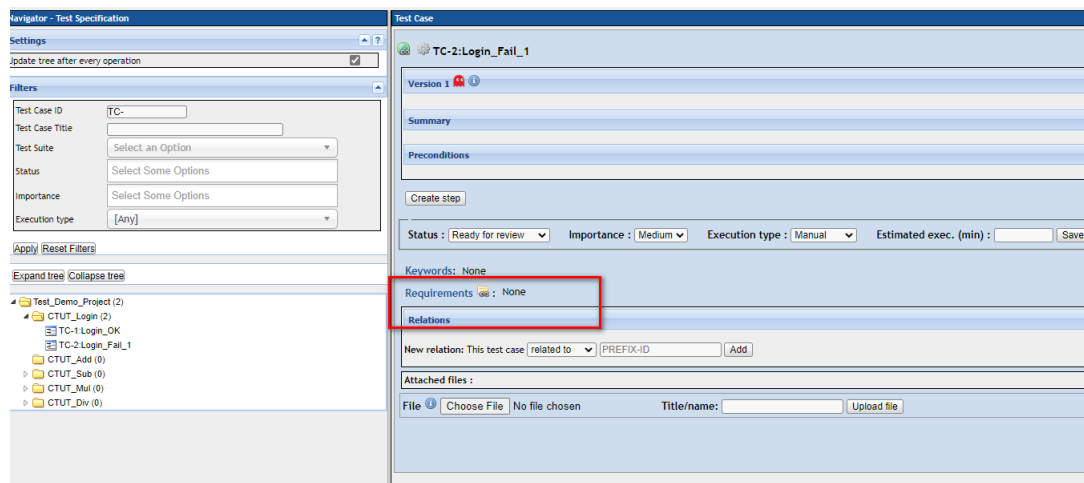 Navigator - Test Specification
Settings
?
Update tree after every operation
Filters
Test Case ID TC-
Test Case Title
Test Suite Select an Option
Status Select Some Options
Importance Select Some Options
Execution type [Any]
Apply Reset Filters
Expand tree Collapse tree
Test_Demo_Project (2)
CTUT_Login (2)
TC-1:Login_OK
TC-2:Login_Fail_1
CTUT_Add (0)
CTUT_Sub (0)
CTUT_Mul (0)
CTUT_Div (0)
Test Case
TC-2:Login_Fail_1
Version 1
Summary
Preconditions
Create step
Status : Ready for review Importance : Medium Execution type : Manual Estimated exec. (min) : Save
Keywords: None
Requirements : None
Relations
New relation: This test case related to PREFIX-ID Add
Attached files :
File Choose File No file chosen Title/name: Upload file